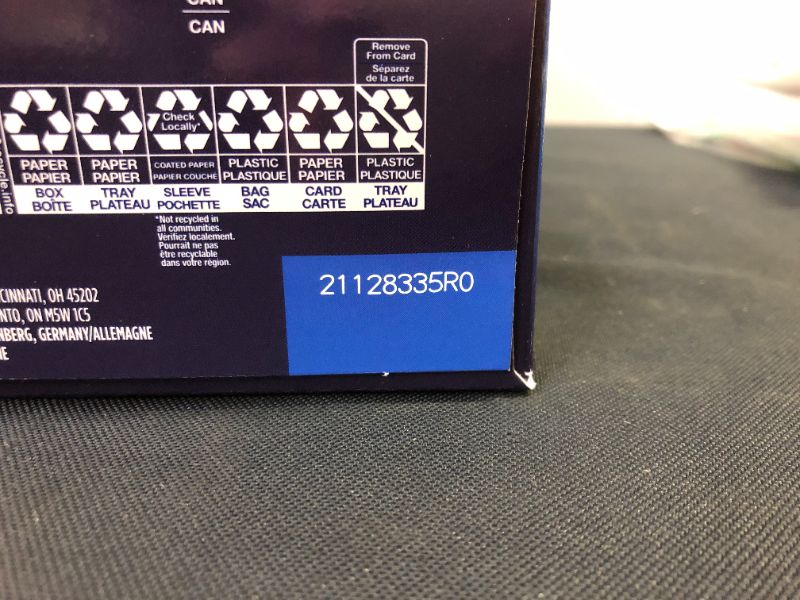 CAN
CAN
Remove
From Card
Séparez
de la carte
Check
Locally*
PAPER
PAPIER
PAPER
PAPIER
COATED PAPER
PAPIER COUCHÉ
PLASTIC
PLASTIQUE
PAPER
PAPIER
PLASTIC
PLASTIQUE
BOX
BOÎTE
TRAY
PLATEAU
SLEEVE
POCHETTE
BAG
SAC
CARD
CARTE
TRAY
PLATEAU
*Not recycled in
all communities.
Vérifiez localement.
Pourrait ne pas
être recyclable
dans votre région.
21128335R0
OH 45202
ON M5W 1C5
GERMANY/ALLEMAGNE